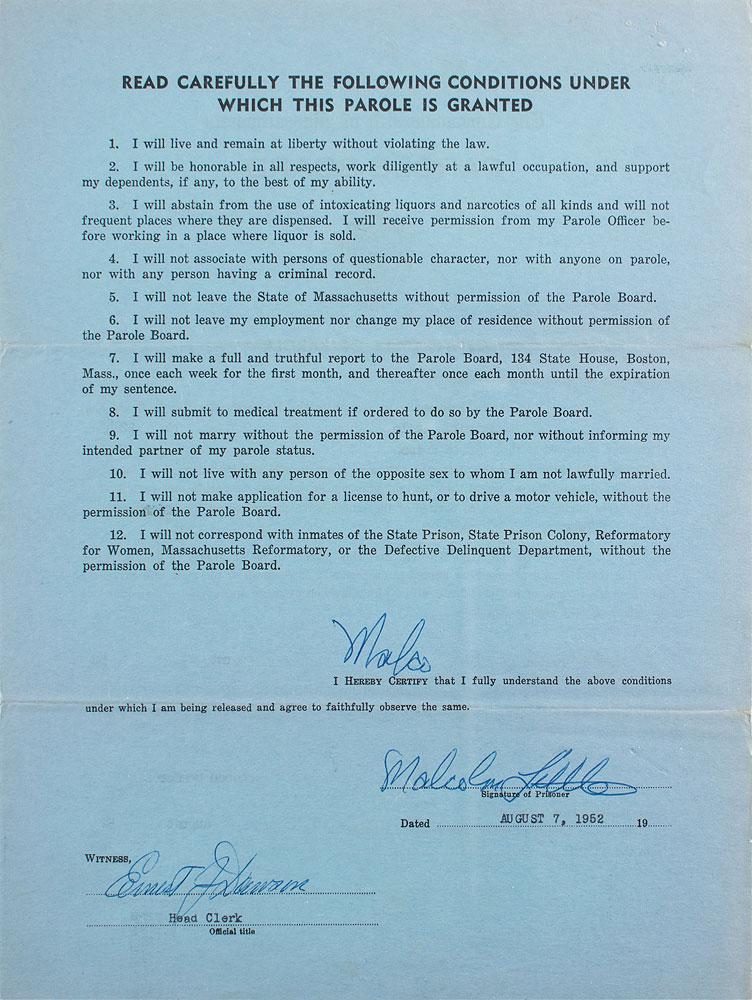 READ CAREFULLY THE FOLLOWING CONDITIONS UNDER
WHICH THIS PAROLE IS GRANTED
1. I will live and remain at liberty without violating the law.
2. I will be honorable in all respects, work diligently at a lawful occupation, and support
my dependents, if any, to the best of my ability.
3. I will abstain from the use of intoxicating liquors and narcotics of all kinds and will not
frequent places where they are dispensed. I will receive permission from my Parole Officer be-
fore working in a place where liquor is sold.
4. I will not associate with persons of questionable character, nor with anyone on parole,
nor with any person having a criminal record.
5. I will not leave the State of Massachusetts without permission of the Parole Board.
6. I will not leave my employment nor change my place of residence without permission of
the Parole Board.
7. I will make a full and truthful report to the Parole Board, 134 State House, Boston,
Mass., once each week for the first month, and thereafter once each month until the expiration
of my sentence.
8. I will submit to medical treatment if ordered to do so by the Parole Board.
9. I will not marry without the permission of the Parole Board, nor without informing my
intended partner of my parole status.
10. I will not live with any person of the opposite sex to whom I am not lawfully married.
11. I will not make application for a license to hunt, or to drive a motor vehicle, without the
permission of the Parole Board.
12. I will not correspond with inmates of the State Prison, State Prison Colony, Reformatory
for Women, Massachusetts Reformatory, or the Defective Delinquent Department, without the
permission of the Parole Board.
Malco
I HEREBY CERTIFY that I fully understand the above conditions
under which I am being released and agree to faithfully observe the same.
Malcolm Little
Signature of Prisoner
Dated AUGUST 7, 1952 19
WITNESS,
Ernest J
Head Clerk
Official title